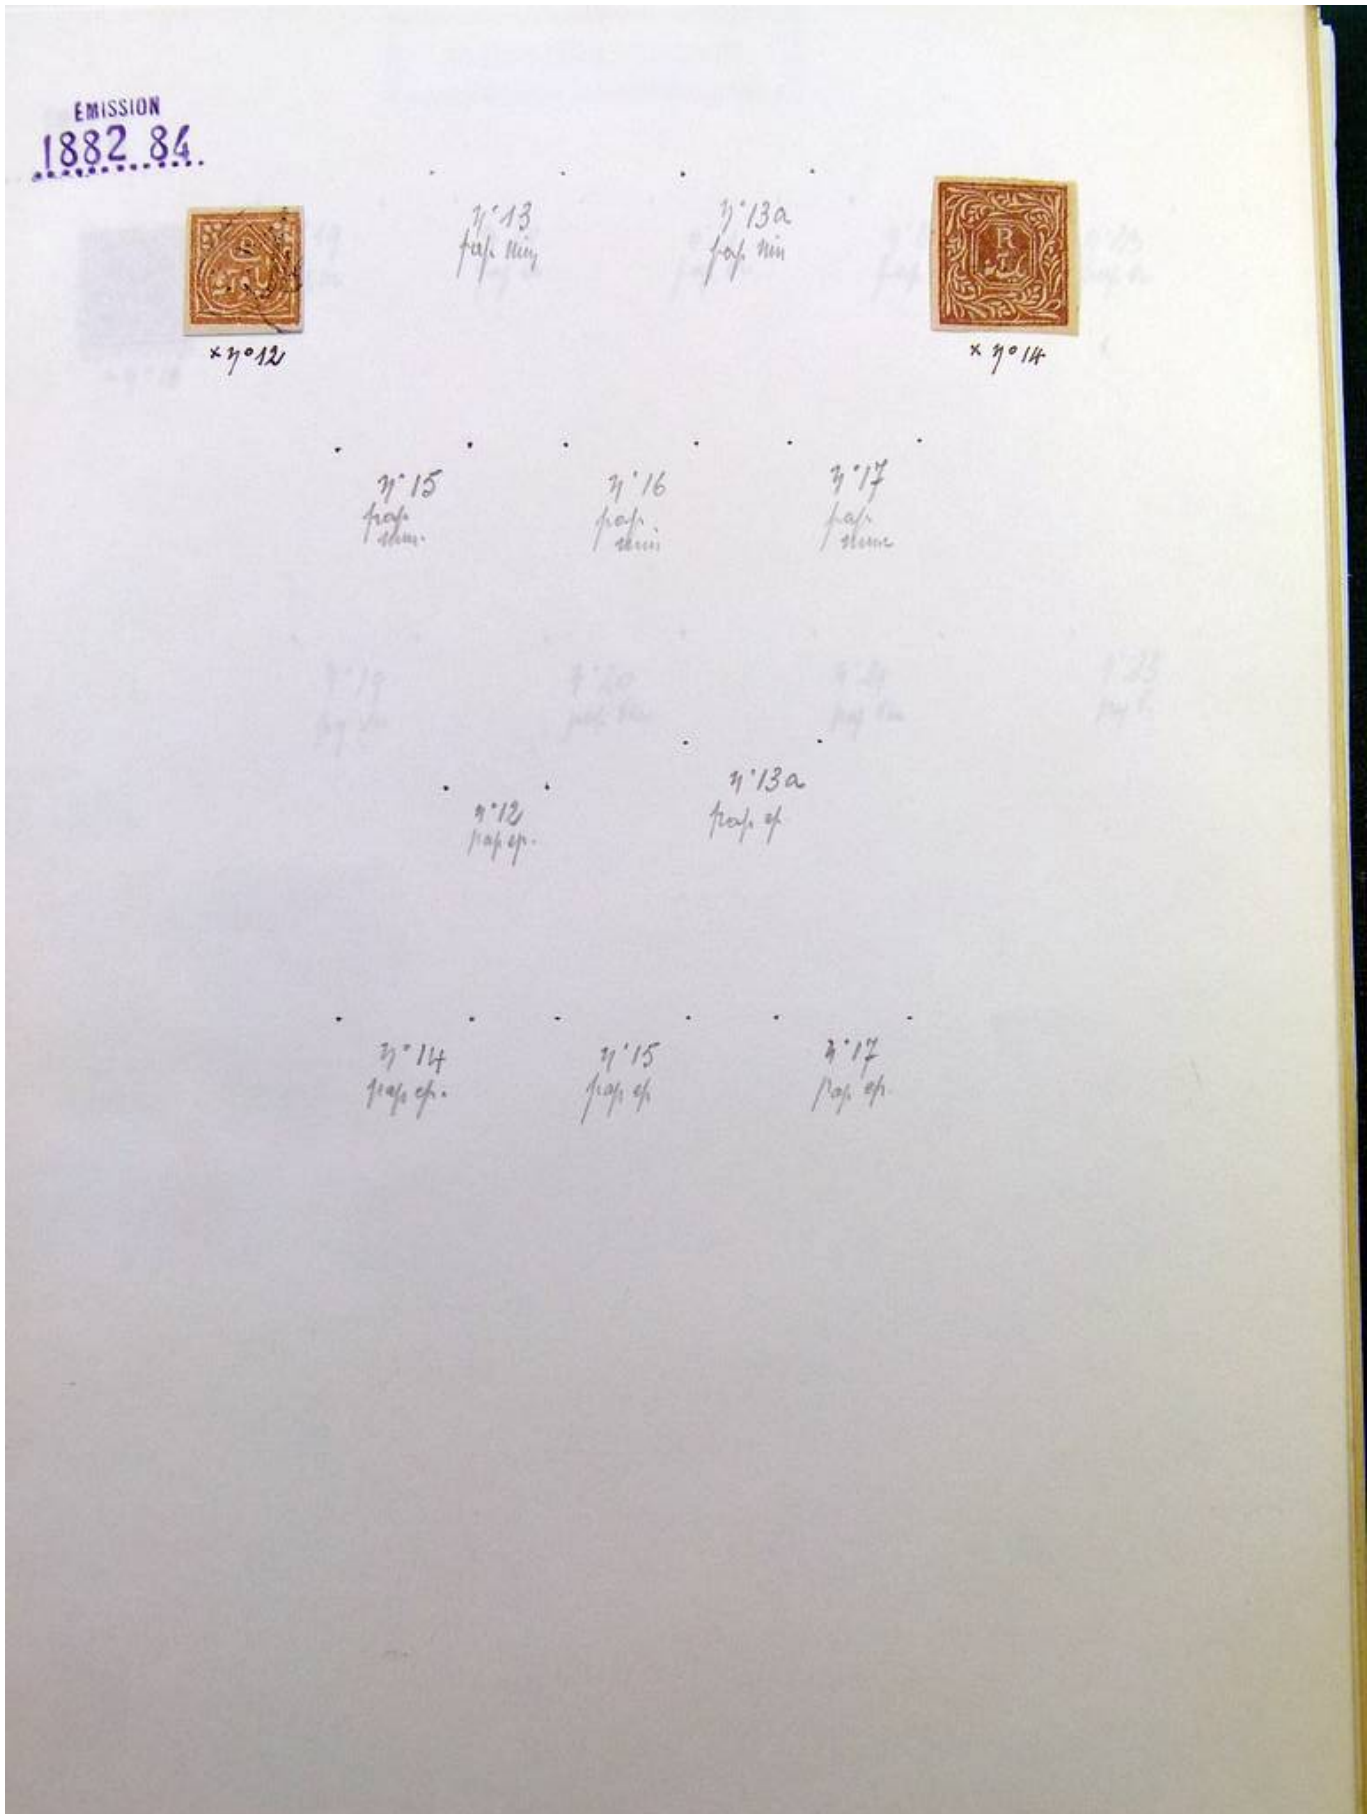 EMISSION
1882.84.
n° 13
pap. min
n° 13a
pap. min
R
x n° 12
x n° 14
n° 15
pap.
min.
n° 16
pap.
min
n° 17
pap.
mince
n° 12
pap ep.
n° 13a
pap. ep
n° 14
pap. ep.
n° 15
pap. ep
n° 17
pap. ep.